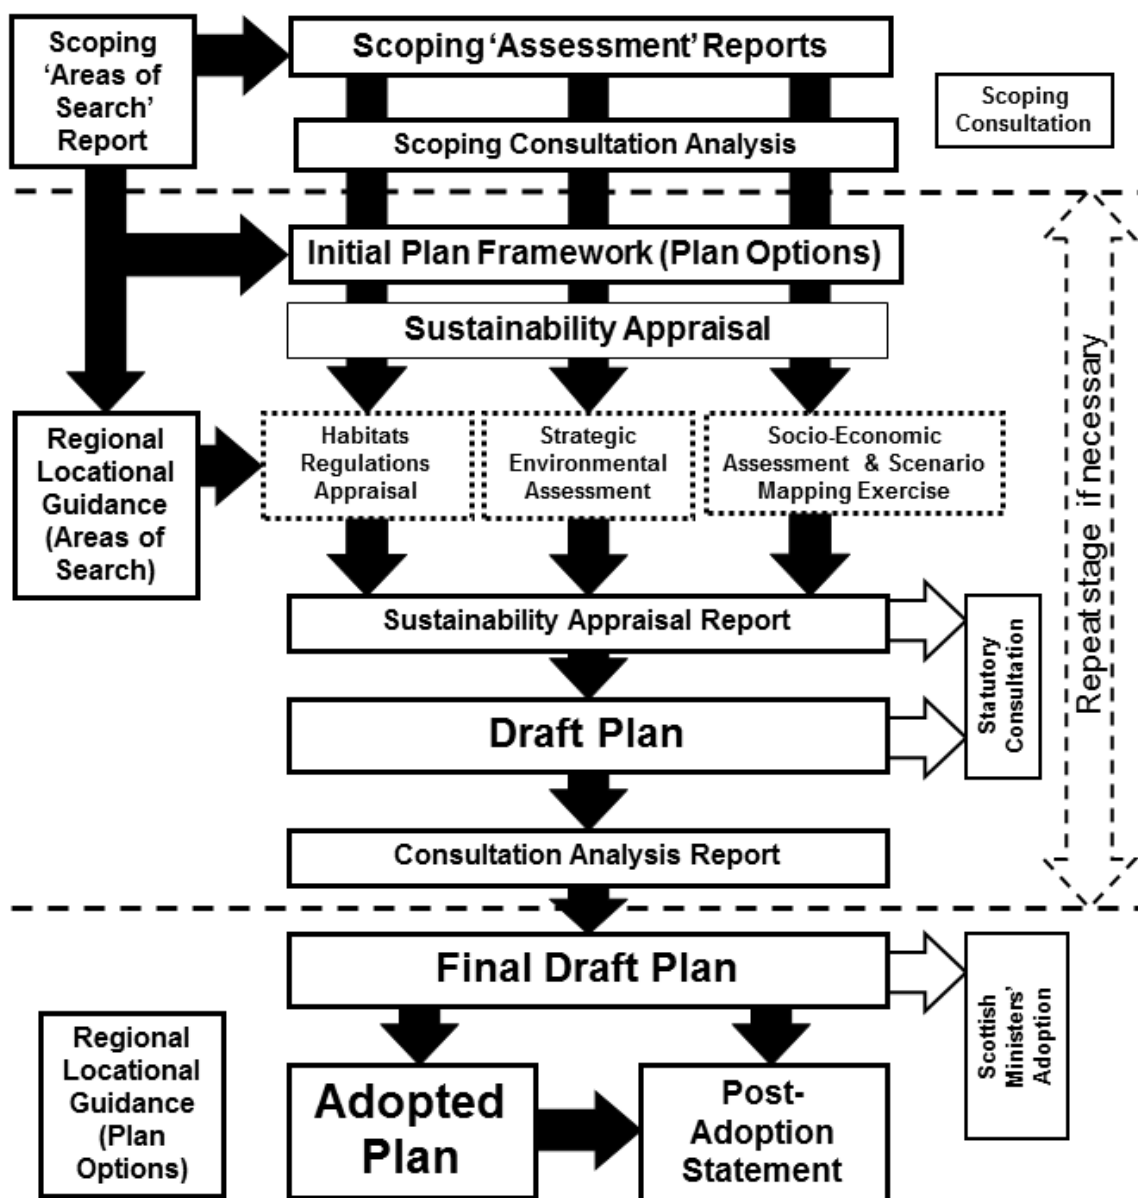 Scoping
‘Areas of
Search’
Report
Scoping ‘Assessment’ Reports
Scoping Consultation Analysis
Scoping
Consultation
Initial Plan Framework (Plan Options)
Sustainability Appraisal
Regional
Locational
Guidance
(Areas of
Search)
Habitats
Regulations
Appraisal
Strategic
Environmental
Assessment
Socio-Economic
Assessment & Scenario
Mapping Exercise
Repeat stage if necessary
Sustainability Appraisal Report
Statutory
Consultation
Draft Plan
Consultation Analysis Report
Final Draft Plan
Scottish
Ministers’
Adoption
Regional
Locational
Guidance
(Plan
Options)
Adopted
Plan
Post-
Adoption
Statement